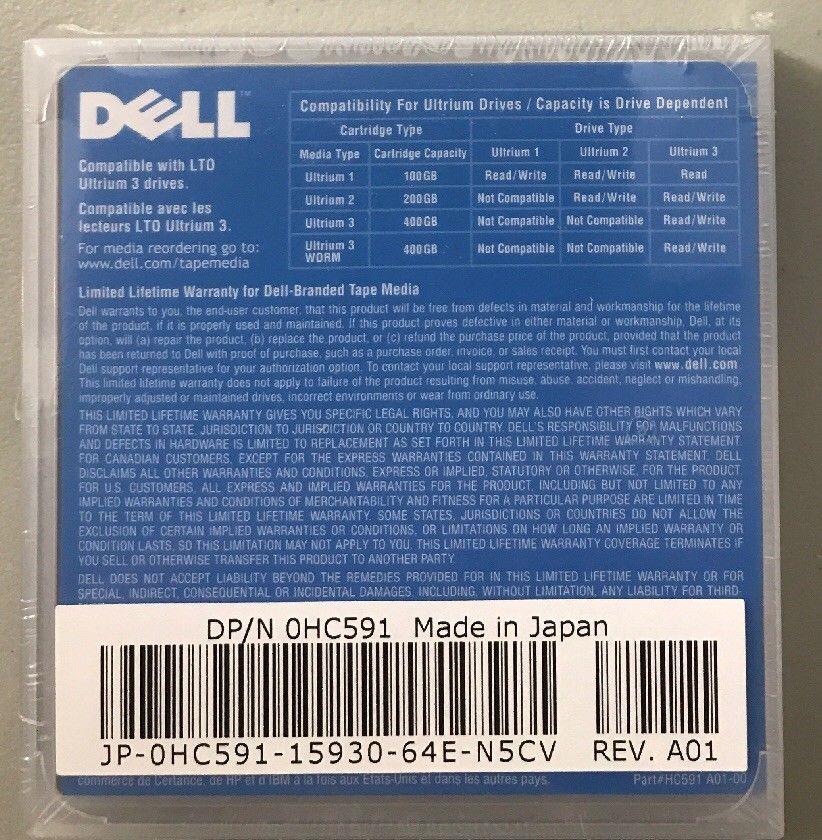 DELL™
Compatible with LTO
Ultrium 3 drives.
Compatible avec les
lecteurs LTO Ultrium 3.
For media reordering go to:
www.dell.com/tapemedia
Compatibility For Ultrium Drives / Capacity is Drive Dependent
Cartridge Type Drive Type
Media Type Cartridge Capacity Ultrium 1 Ultrium 2 Ultrium 3
Ultrium 1 100GB Read/Write Read/Write Read
Ultrium 2 200GB Not Compatible Read/Write Read/Write
Ultrium 3 400GB Not Compatible Not Compatible Read/Write
Ultrium 3 WORM 400GB Not Compatible Not Compatible Read/Write
Limited Lifetime Warranty for Dell-Branded Tape Media
Dell warrants to you, the end-user customer, that this product will be free from defects in material and workmanship for the lifetime
of the product, if it is properly used and maintained. If this product proves defective in either material or workmanship, Dell, at its
option, will (a) repair the product, (b) replace the product, or (c) refund the purchase price of the product, provided that the product
has been returned to Dell with proof of purchase, such as a purchase order, invoice, or sales receipt. You must first contact your local
Dell support representative for your authorization option. To contact your local support representative, please visit www.dell.com
This limited lifetime warranty does not apply to failure of the product resulting from misuse, abuse, accident, neglect or mishandling,
improperly adjusted or maintained drives, incorrect environments or wear from ordinary use.
THIS LIMITED LIFETIME WARRANTY GIVES YOU SPECIFIC LEGAL RIGHTS, AND YOU MAY ALSO HAVE OTHER RIGHTS WHICH VARY
FROM STATE TO STATE, JURISDICTION TO JURISDICTION OR COUNTRY TO COUNTRY. DELL'S RESPONSIBILITY FOR MALFUNCTIONS
AND DEFECTS IN HARDWARE IS LIMITED TO REPLACEMENT AS SET FORTH IN THIS LIMITED LIFETIME WARRANTY STATEMENT.
FOR CANADIAN CUSTOMERS, EXCEPT FOR THE EXPRESS WARRANTIES CONTAINED IN THIS WARRANTY STATEMENT, DELL
DISCLAIMS ALL OTHER WARRANTIES AND CONDITIONS, EXPRESS OR IMPLIED, STATUTORY OR OTHERWISE, FOR THE PRODUCT.
FOR U.S. CUSTOMERS, ALL EXPRESS AND IMPLIED WARRANTIES FOR THE PRODUCT, INCLUDING BUT NOT LIMITED TO ANY
IMPLIED WARRANTIES AND CONDITIONS OF MERCHANTABILITY AND FITNESS FOR A PARTICULAR PURPOSE ARE LIMITED IN TIME
TO THE TERM OF THIS LIMITED LIFETIME WARRANTY. SOME STATES, JURISDICTIONS OR COUNTRIES DO NOT ALLOW THE
EXCLUSION OF CERTAIN IMPLIED WARRANTIES OR CONDITIONS, OR LIMITATIONS ON HOW LONG AN IMPLIED WARRANTY OR
CONDITION LASTS, SO THIS LIMITATION MAY NOT APPLY TO YOU. THIS LIMITED LIFETIME WARRANTY COVERAGE TERMINATES IF
YOU SELL OR OTHERWISE TRANSFER THIS PRODUCT TO ANOTHER PARTY.
DELL DOES NOT ACCEPT LIABILITY BEYOND THE REMEDIES PROVIDED FOR IN THIS LIMITED LIFETIME WARRANTY OR FOR
SPECIAL, INDIRECT, CONSEQUENTIAL OR INCIDENTAL DAMAGES, INCLUDING, WITHOUT LIMITATION, ANY LIABILITY FOR THIRD-
DP/N 0HC591 Made in Japan
JP-0HC591-15930-64E-N5CV REV. A01
commerce de Certance, de HP et d'IBM à la fois aux États-Unis et dans les autres pays.
Part#HC591 A01-00